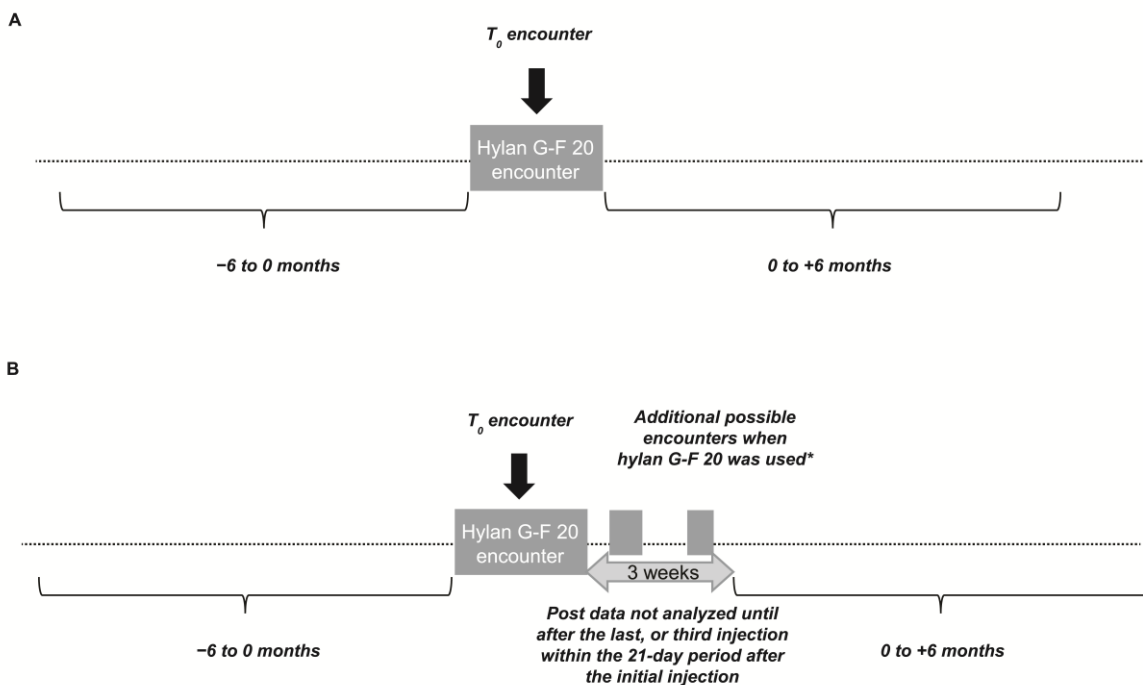 A
T0 encounter
Hylan G-F 20
encounter
−6 to 0 months
0 to +6 months
B
T0 encounter
Additional possible
encounters when
hylan G-F 20 was used*
Hylan G-F 20
encounter
3 weeks
−6 to 0 months
Post data not analyzed until
after the last, or third injection
within the 21-day period after
the initial injection
0 to +6 months